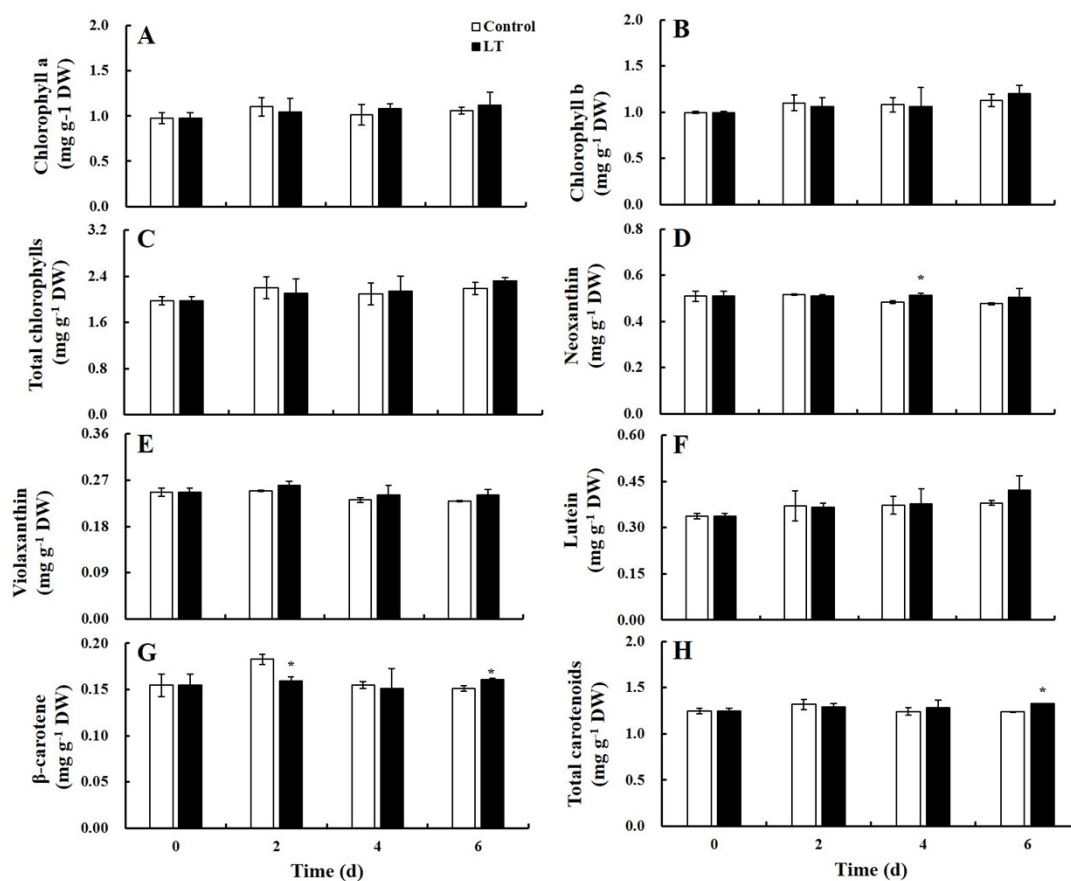 A
Control
LT
2.0
1.5
1.0
0.5
0.0
Chlorophyll a
(mg g-1 DW)
B
2.0
1.5
1.0
0.5
0.0
Chlorophyll b
(mg g-1 DW)
C
3.2
2.4
1.6
0.8
0.0
Total chlorophylls
(mg g-1 DW)
D
*
0.8
0.6
0.4
0.2
0.0
Neoxanthin
(mg g-1 DW)
E
0.36
0.27
0.18
0.09
0.00
Violaxanthin
(mg g-1 DW)
F
0.60
0.45
0.30
0.15
0.00
Lutein
(mg g-1 DW)
G
*
*
0.20
0.15
0.10
0.05
0.00
β-carotene
(mg g-1 DW)
0 2 4 6
Time (d)
H
*
2.0
1.5
1.0
0.5
0.0
Total carotenoids
(mg g-1 DW)
0 2 4 6
Time (d)